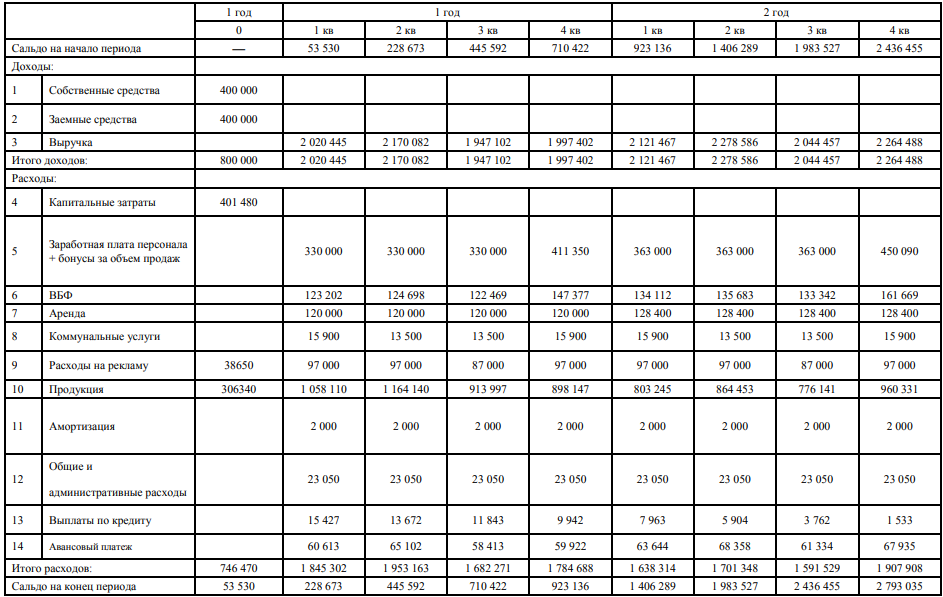 1 год 1 год 2 год
0 1 кв 2 кв 3 кв 4 кв 1 кв 2 кв 3 кв 4 кв
Сальдо на начало периода — 53 530 228 673 445 592 710 422 923 136 1 406 289 1 983 527 2 436 455
Доходы:
1 Собственные средства 400 000
2 Заемные средства 400 000
3 Выручка 2 020 445 2 170 082 1 947 102 1 997 402 2 121 467 2 278 586 2 044 457 2 264 488
Итого доходов: 800 000 2 020 445 2 170 082 1 947 102 1 997 402 2 121 467 2 278 586 2 044 457 2 264 488
Расходы:
4 Капитальные затраты 401 480
5 Заработная плата персонала
+ бонусы за объем продаж 330 000 330 000 330 000 411 350 363 000 363 000 363 000 450 090
6 ВБФ 123 202 124 698 122 469 147 377 134 112 135 683 133 342 161 669
7 Аренда 120 000 120 000 120 000 120 000 128 400 128 400 128 400 128 400
8 Коммунальные услуги 15 900 13 500 13 500 15 900 15 900 13 500 13 500 15 900
9 Расходы на рекламу 38650 97 000 97 000 87 000 97 000 97 000 97 000 87 000 97 000
10 Продукция 306340 1 058 110 1 164 140 913 997 898 147 803 245 864 453 776 141 960 331
11 Амортизация 2 000 2 000 2 000 2 000 2 000 2 000 2 000 2 000
12 Общие и
административные расходы 23 050 23 050 23 050 23 050 23 050 23 050 23 050 23 050
13 Выплаты по кредиту 15 427 13 672 11 843 9 942 7 963 5 904 3 762 1 533
14 Авансовый платеж 60 613 65 102 58 413 59 922 63 644 68 358 61 334 67 935
Итого расходов: 746 470 1 845 302 1 953 163 1 682 271 1 784 688 1 638 314 1 701 348 1 591 529 1 907 908
Сальдо на конец периода 53 530 228 673 445 592 710 422 923 136 1 406 289 1 983 527 2 436 455 2 793 035